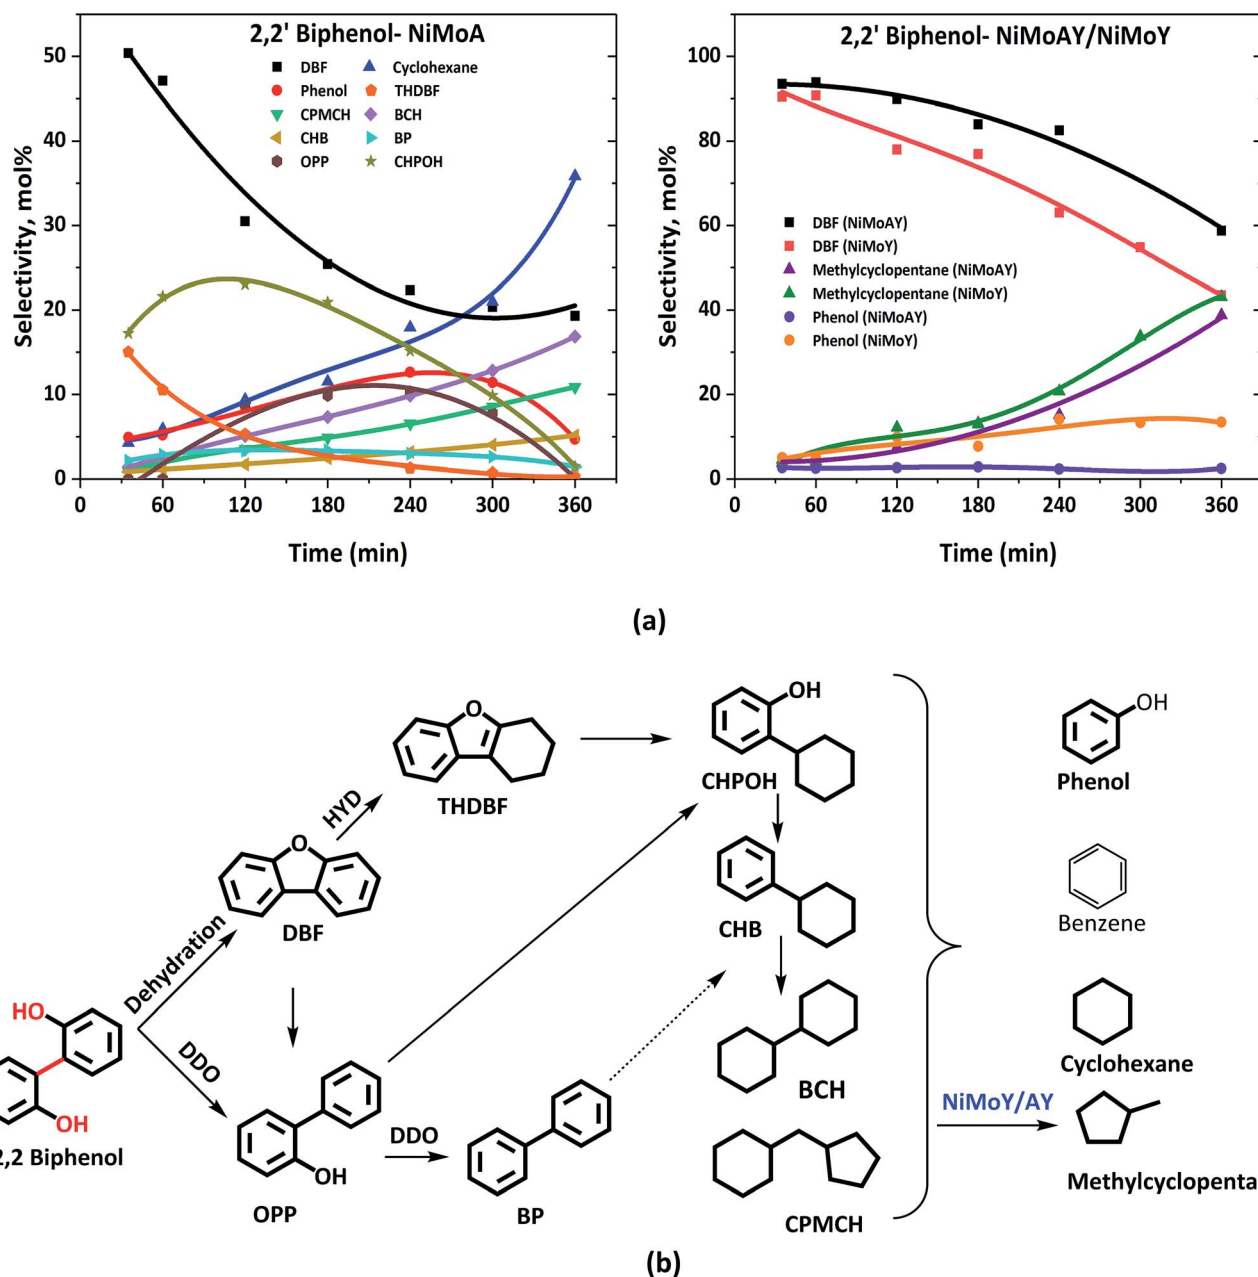 2,2' Biphenol- NiMoA
DBF
Cyclohexane
Phenol
THDBF
CPMCH
BCH
CHB
BP
OPP
CHPOH
Selectivity, mol%
50
40
30
20
10
0
0 60 120 180 240 300 360
Time (min)
2,2' Biphenol- NiMoAY/NiMoY
DBF (NiMoAY)
DBF (NiMoY)
Methylcyclopentane (NiMoAY)
Methylcyclopentane (NiMoY)
Phenol (NiMoAY)
Phenol (NiMoY)
Selectivity, mol%
100
80
60
40
20
0
0 60 120 180 240 300 360
Time (min)
(a)
OH
CHPOH
OH
Phenol
O
THDBF
HYD
O
DBF
CHB
Benzene
Dehydration
HO
OH
2,2 Biphenol
DDO
OH
OPP
DDO
BP
BCH
Cyclohexane
NiMoY/AY
CPMCH
Methylcyclopenta
(b)